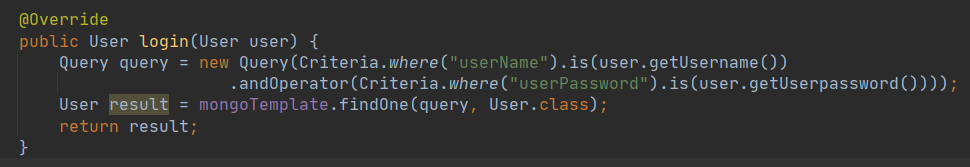 @Override
public User login(User user) {
    Query query = new Query(Criteria.where("userName").is(user.getUsername())
                    .andOperator(Criteria.where("userPassword").is(user.getUserpassword())));
    User result = mongoTemplate.findOne(query, User.class);
    return result;
}